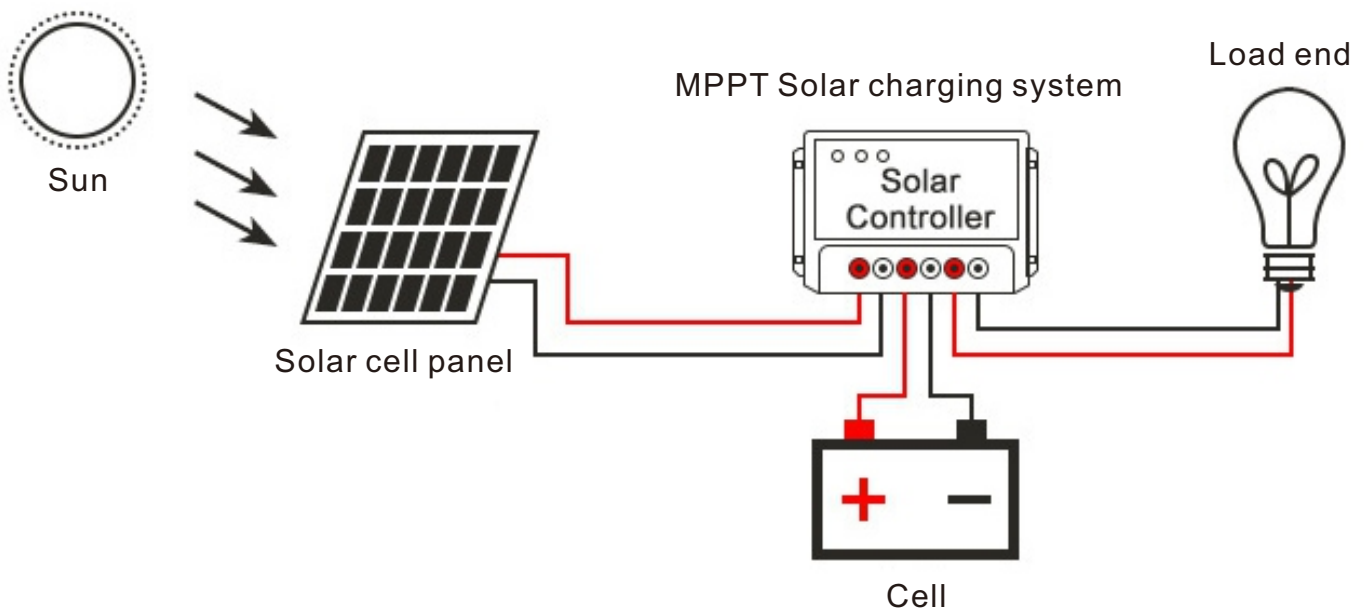 Load end
MPPT Solar charging system
Sun
Solar
Controller
Solar cell panel
+ −
Cell